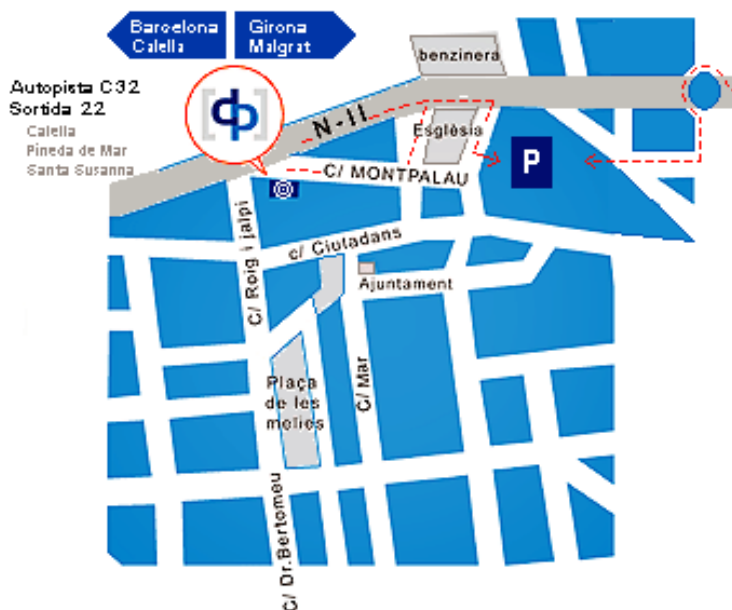 Barcelona
Calella
Girona
Malgrat
benzinera
Autopista C32
Sortida 22
Calella
Pineda de Mar
Santa Susanna
[dp]
N-II
Església
P
C/ MONTPALAU
c/ Ciutadans
C/ Roig i jalpi
Ajuntament
C/ Mar
Plaça
de les
melies
C/ Dr.Bertomeu